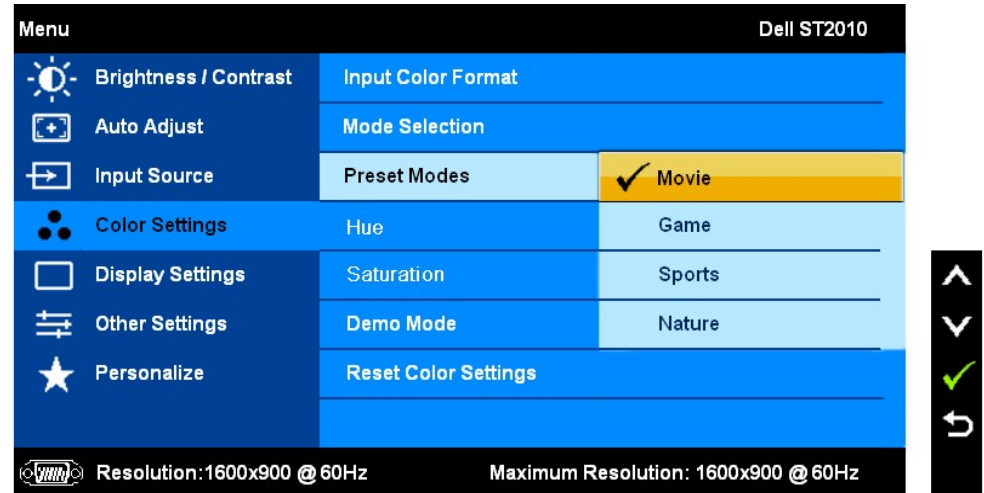 Menu Dell ST2010
Brightness / Contrast Input Color Format
Auto Adjust Mode Selection
Input Source Preset Modes Movie
Color Settings Hue Game
Display Settings Saturation Sports
Other Settings Demo Mode Nature
Personalize Reset Color Settings
Resolution:1600x900 @60Hz Maximum Resolution: 1600x900 @60Hz